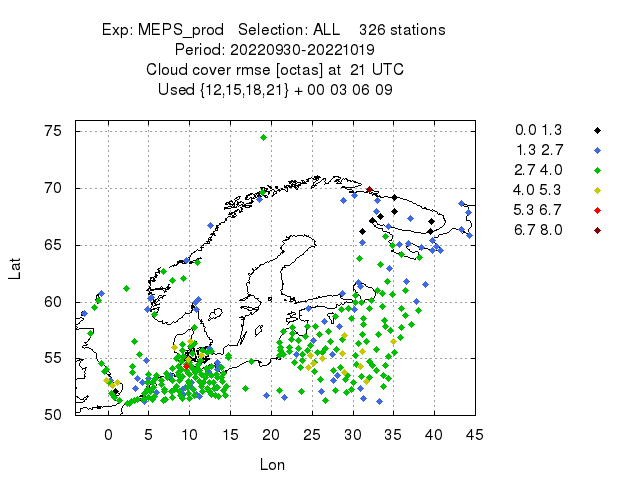 Exp: MEPS_prod Selection: ALL 326 stations
Period: 20220930-20221019
Cloud cover rmse [octas] at 21 UTC
Used {12,15,18,21} + 00 03 06 09
0.0 1.3
1.3 2.7
2.7 4.0
4.0 5.3
5.3 6.7
6.7 8.0
75
70
65
60
55
50
Lat
0 5 10 15 20 25 30 35 40 45
Lon